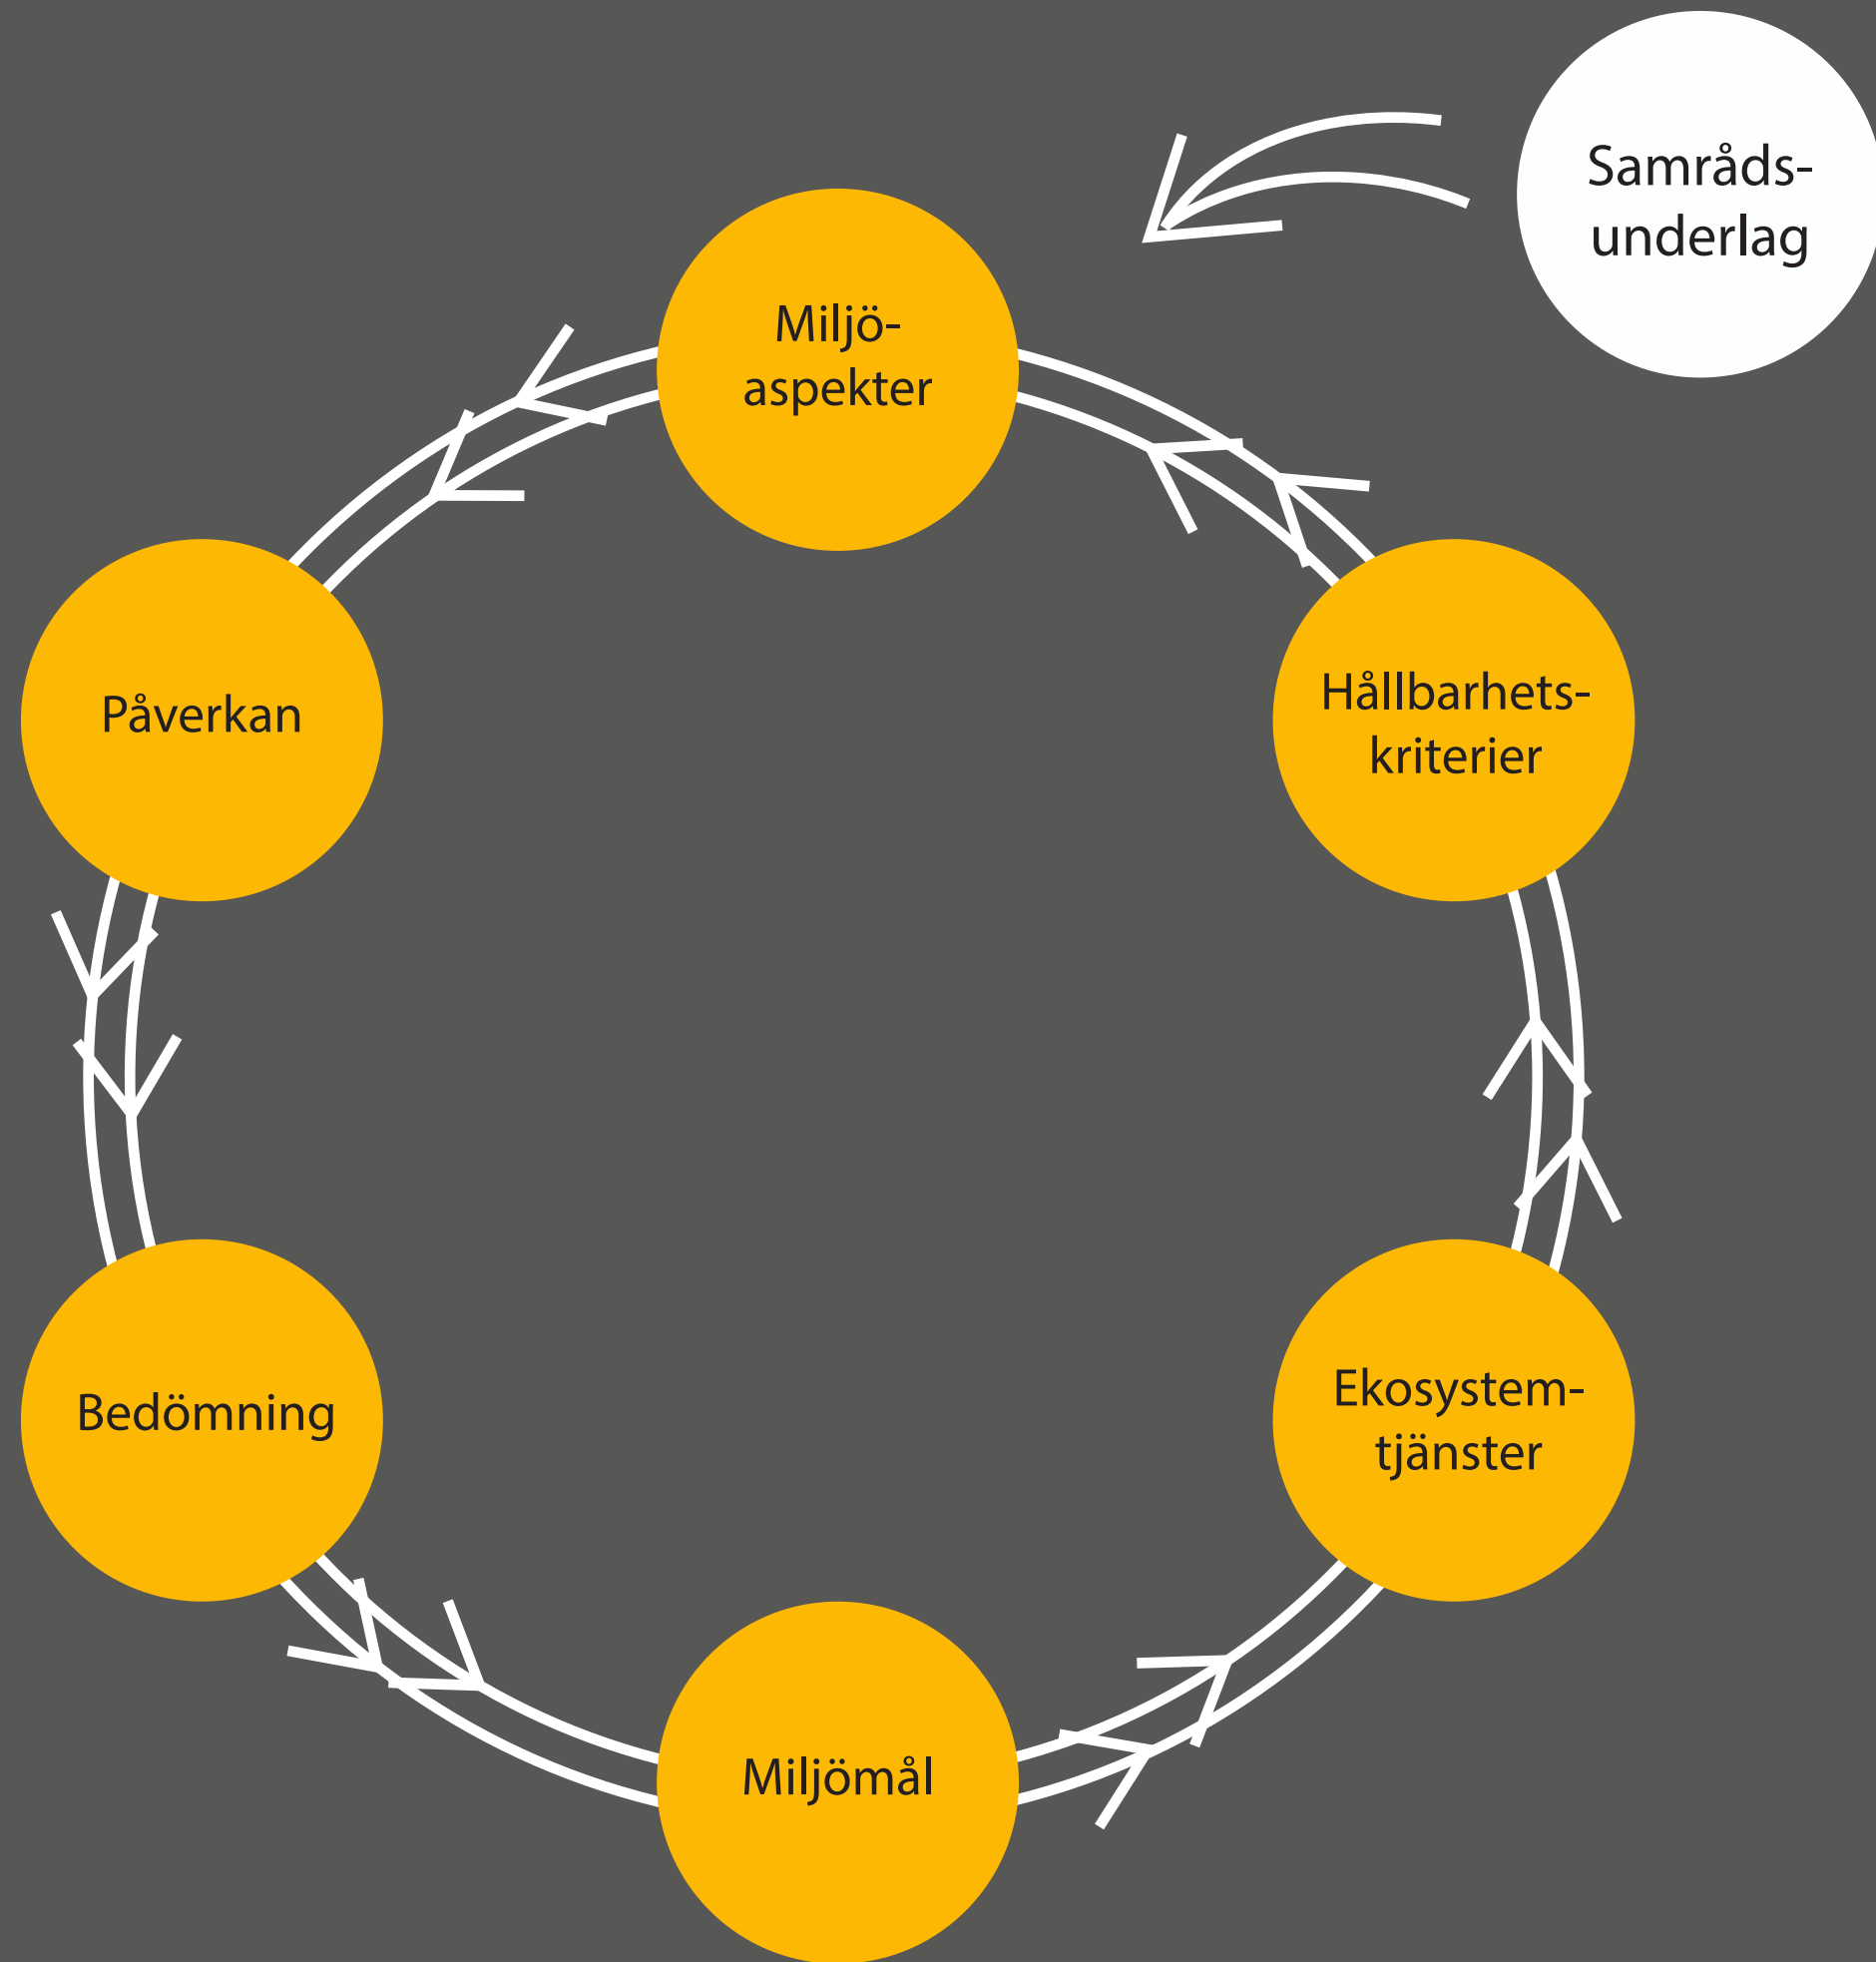 Samråds-
underlag
Miljö-
aspekter
Påverkan
Hållbarhets-
kriterier
Bedömning
Ekosystem-
tjänster
Miljömål